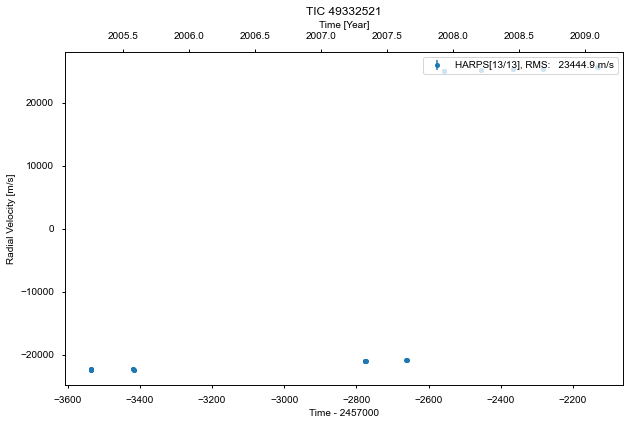 TIC 49332521
Time [Year]
2005.5 2006.0 2006.5 2007.0 2007.5 2008.0 2008.5 2009.0
HARPS[13/13], RMS: 23444.9 m/s
20000
10000
0
−10000
−20000
Radial Velocity [m/s]
−3600 −3400 −3200 −3000 −2800 −2600 −2400 −2200
Time - 2457000